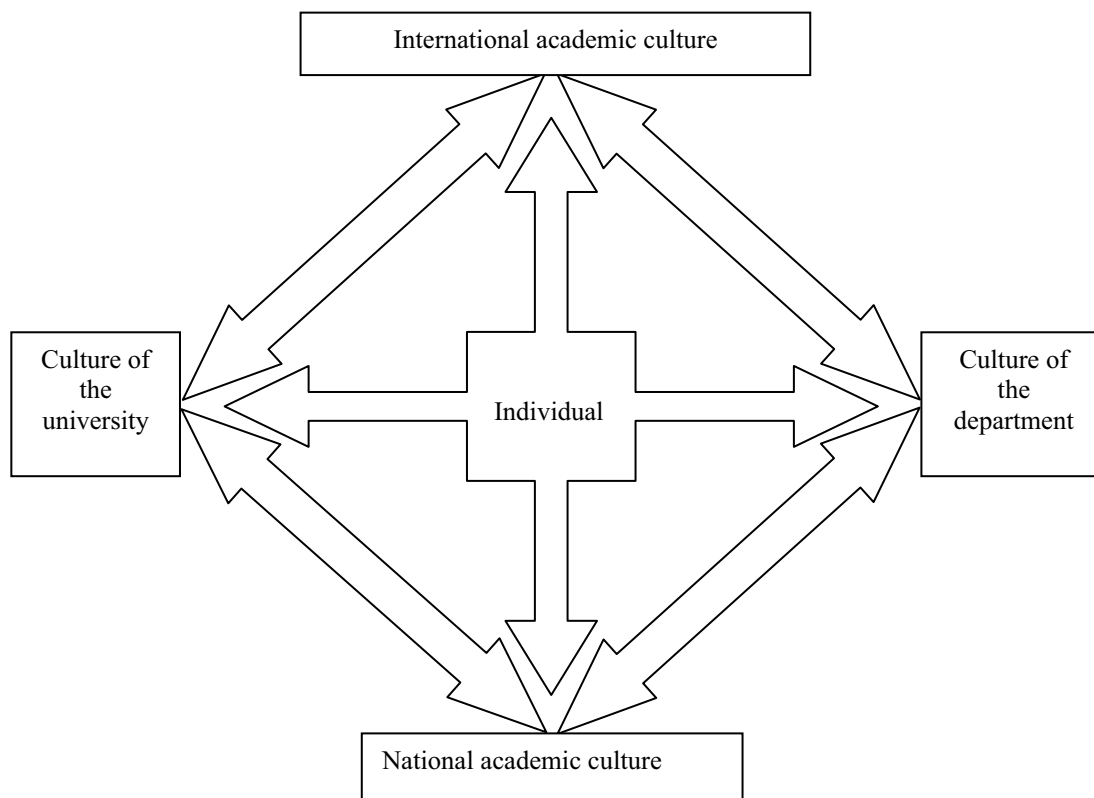 International academic culture
Culture of
the
university
Individual
Culture of
the
department
National academic culture